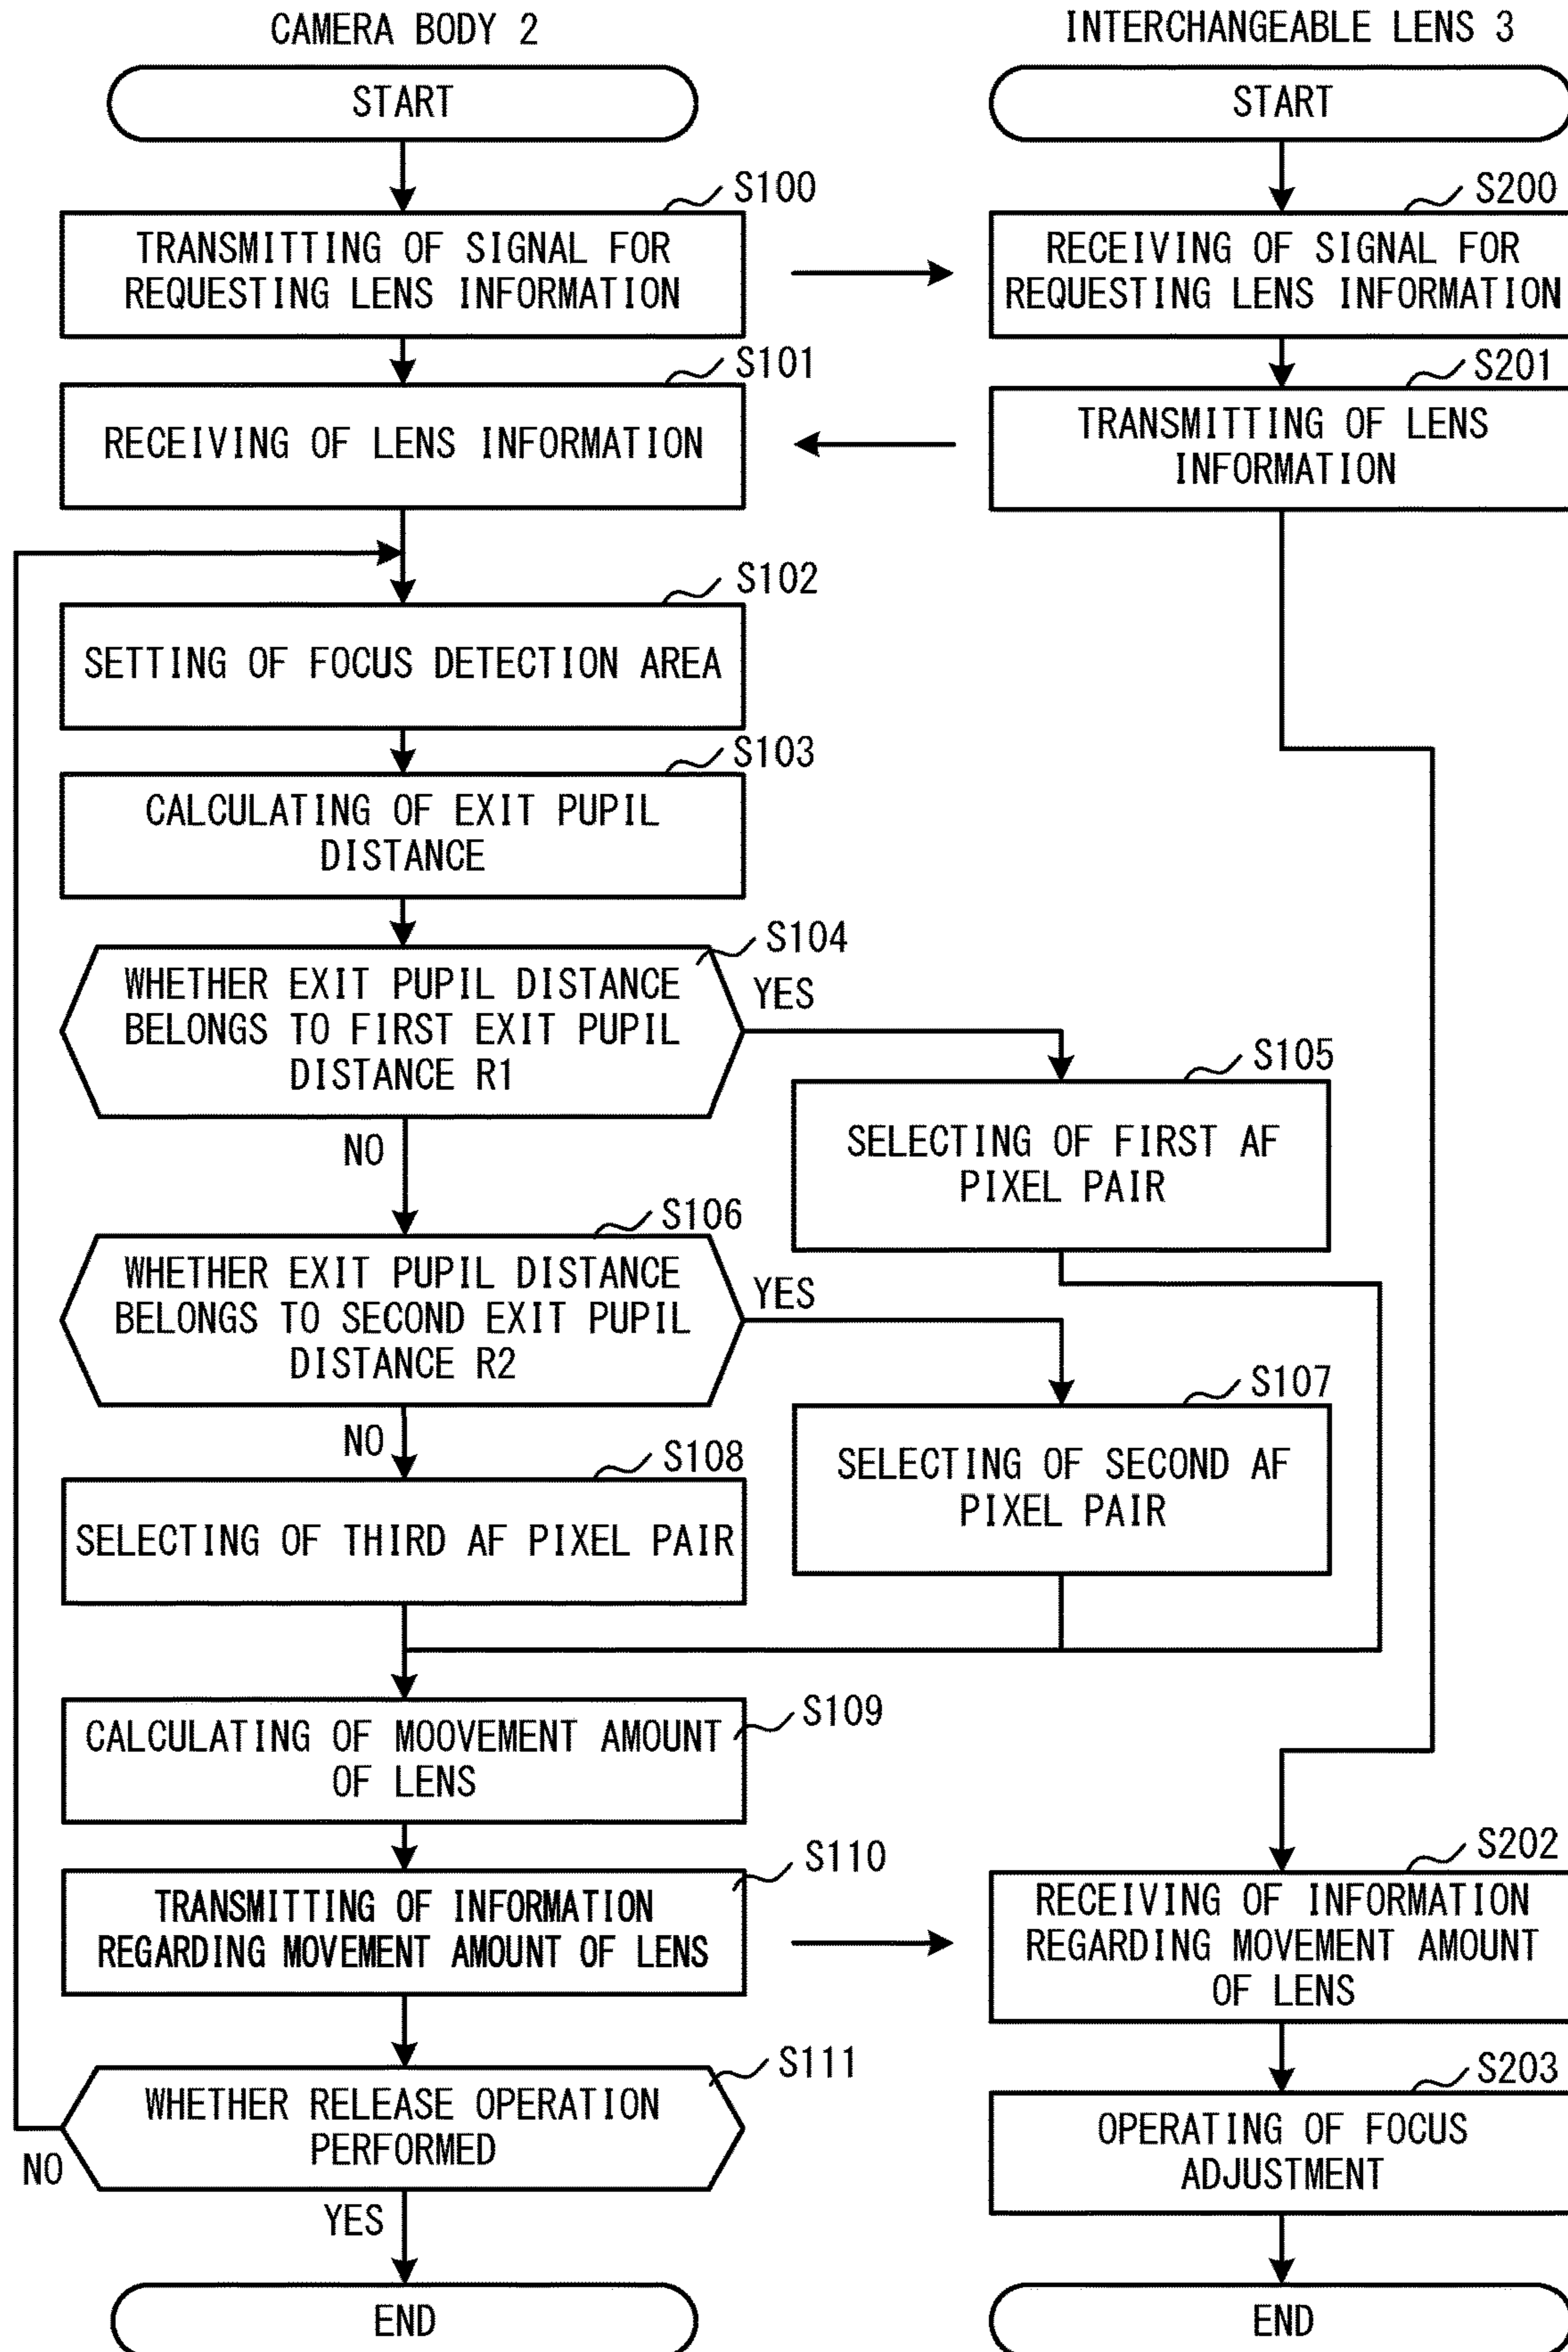 CAMERA BODY 2
INTERCHANGEABLE LENS 3
START
START
S100
TRANSMITTING OF SIGNAL FOR
REQUESTING LENS INFORMATION
S200
RECEIVING OF SIGNAL FOR
REQUESTING LENS INFORMATION
S101
RECEIVING OF LENS INFORMATION
S201
TRANSMITTING OF LENS
INFORMATION
S102
SETTING OF FOCUS DETECTION AREA
S103
CALCULATING OF EXIT PUPIL
DISTANCE
S104
WHETHER EXIT PUPIL DISTANCE
BELONGS TO FIRST EXIT PUPIL
DISTANCE R1
YES
NO
S105
SELECTING OF FIRST AF
PIXEL PAIR
S106
WHETHER EXIT PUPIL DISTANCE
BELONGS TO SECOND EXIT PUPIL
DISTANCE R2
YES
NO
S107
SELECTING OF SECOND AF
PIXEL PAIR
S108
SELECTING OF THIRD AF PIXEL PAIR
S109
CALCULATING OF MOOVEMENT AMOUNT
OF LENS
S110
TRANSMITTING OF INFORMATION
REGARDING MOVEMENT AMOUNT OF LENS
S202
RECEIVING OF INFORMATION
REGARDING MOVEMENT AMOUNT
OF LENS
S111
WHETHER RELEASE OPERATION
PERFORMED
NO
YES
S203
OPERATING OF FOCUS
ADJUSTMENT
END
END